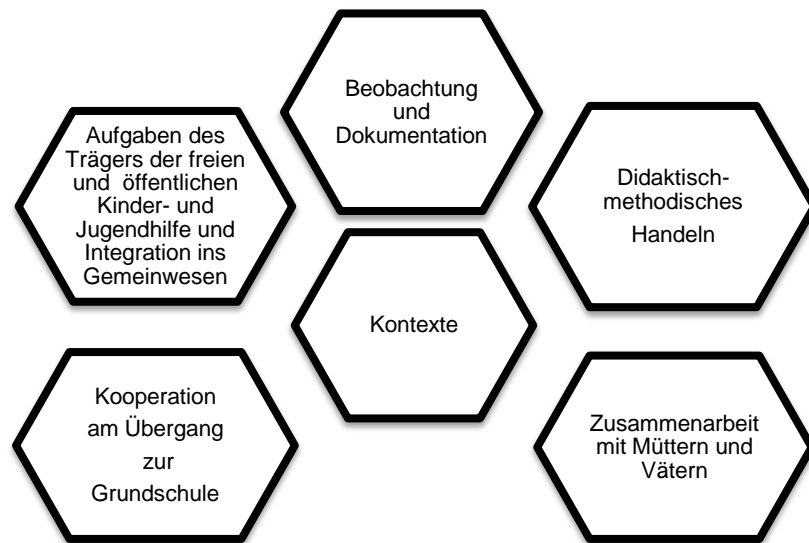 Beobachtung
und
Dokumentation
Aufgaben des
Trägers der freien
und öffentlichen
Kinder- und
Jugendhilfe und
Integration ins
Gemeinwesen
Didaktisch-
methodisches
Handeln
Kontexte
Kooperation
am Übergang
zur
Grundschule
Zusammenarbeit
mit Müttern und
Vätern